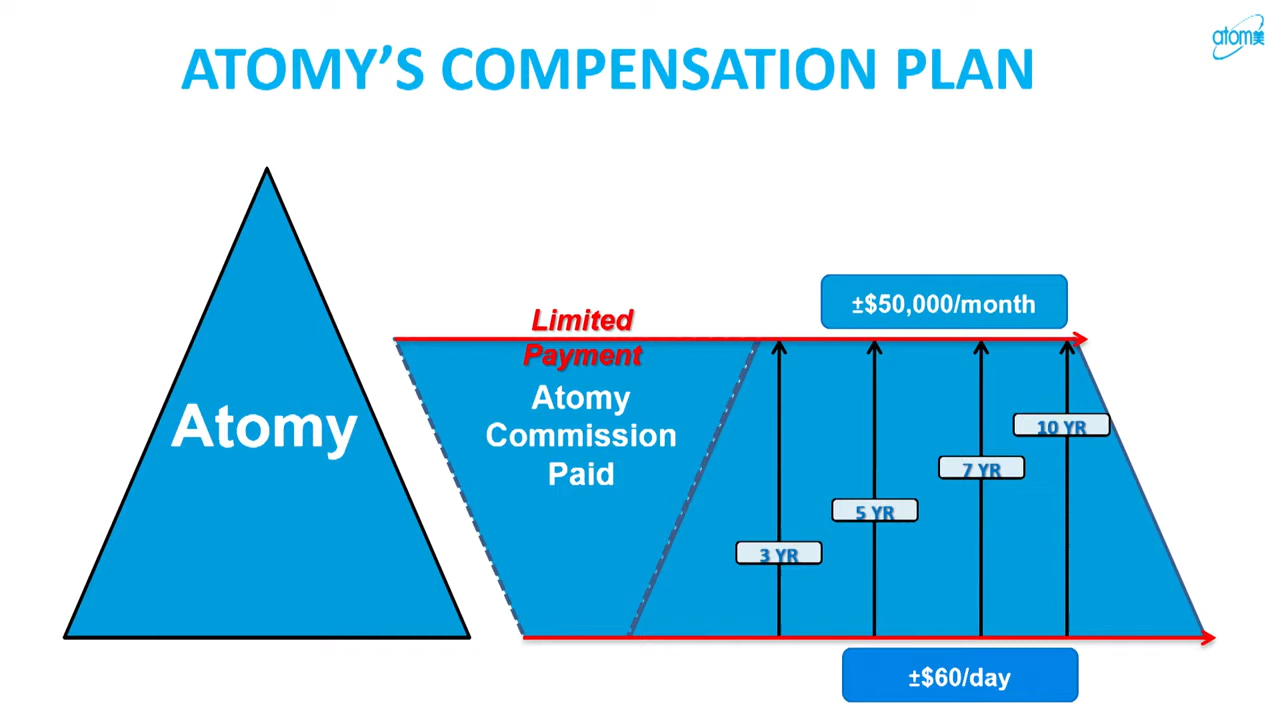 ATOMY'S COMPENSATION PLAN
atom美
Atomy
Limited
Payment
Atomy
Commission
Paid
±$50,000/month
10 YR
7 YR
5 YR
3 YR
±$60/day